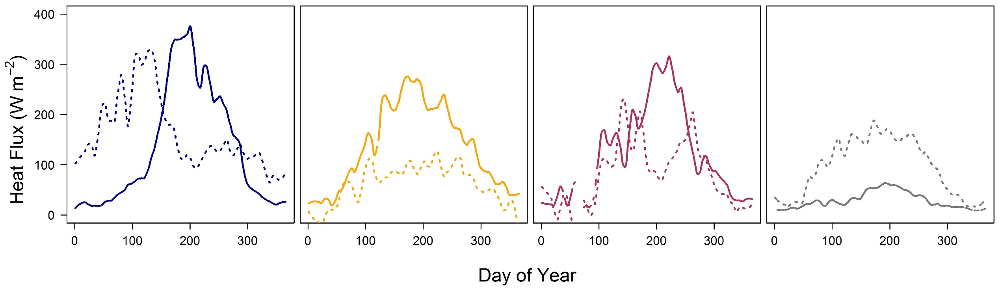 Heat Flux (W m⁻²)
400
300
200
100
0
0 100 200 300
0 100 200 300
0 100 200 300
0 100 200 300
Day of Year